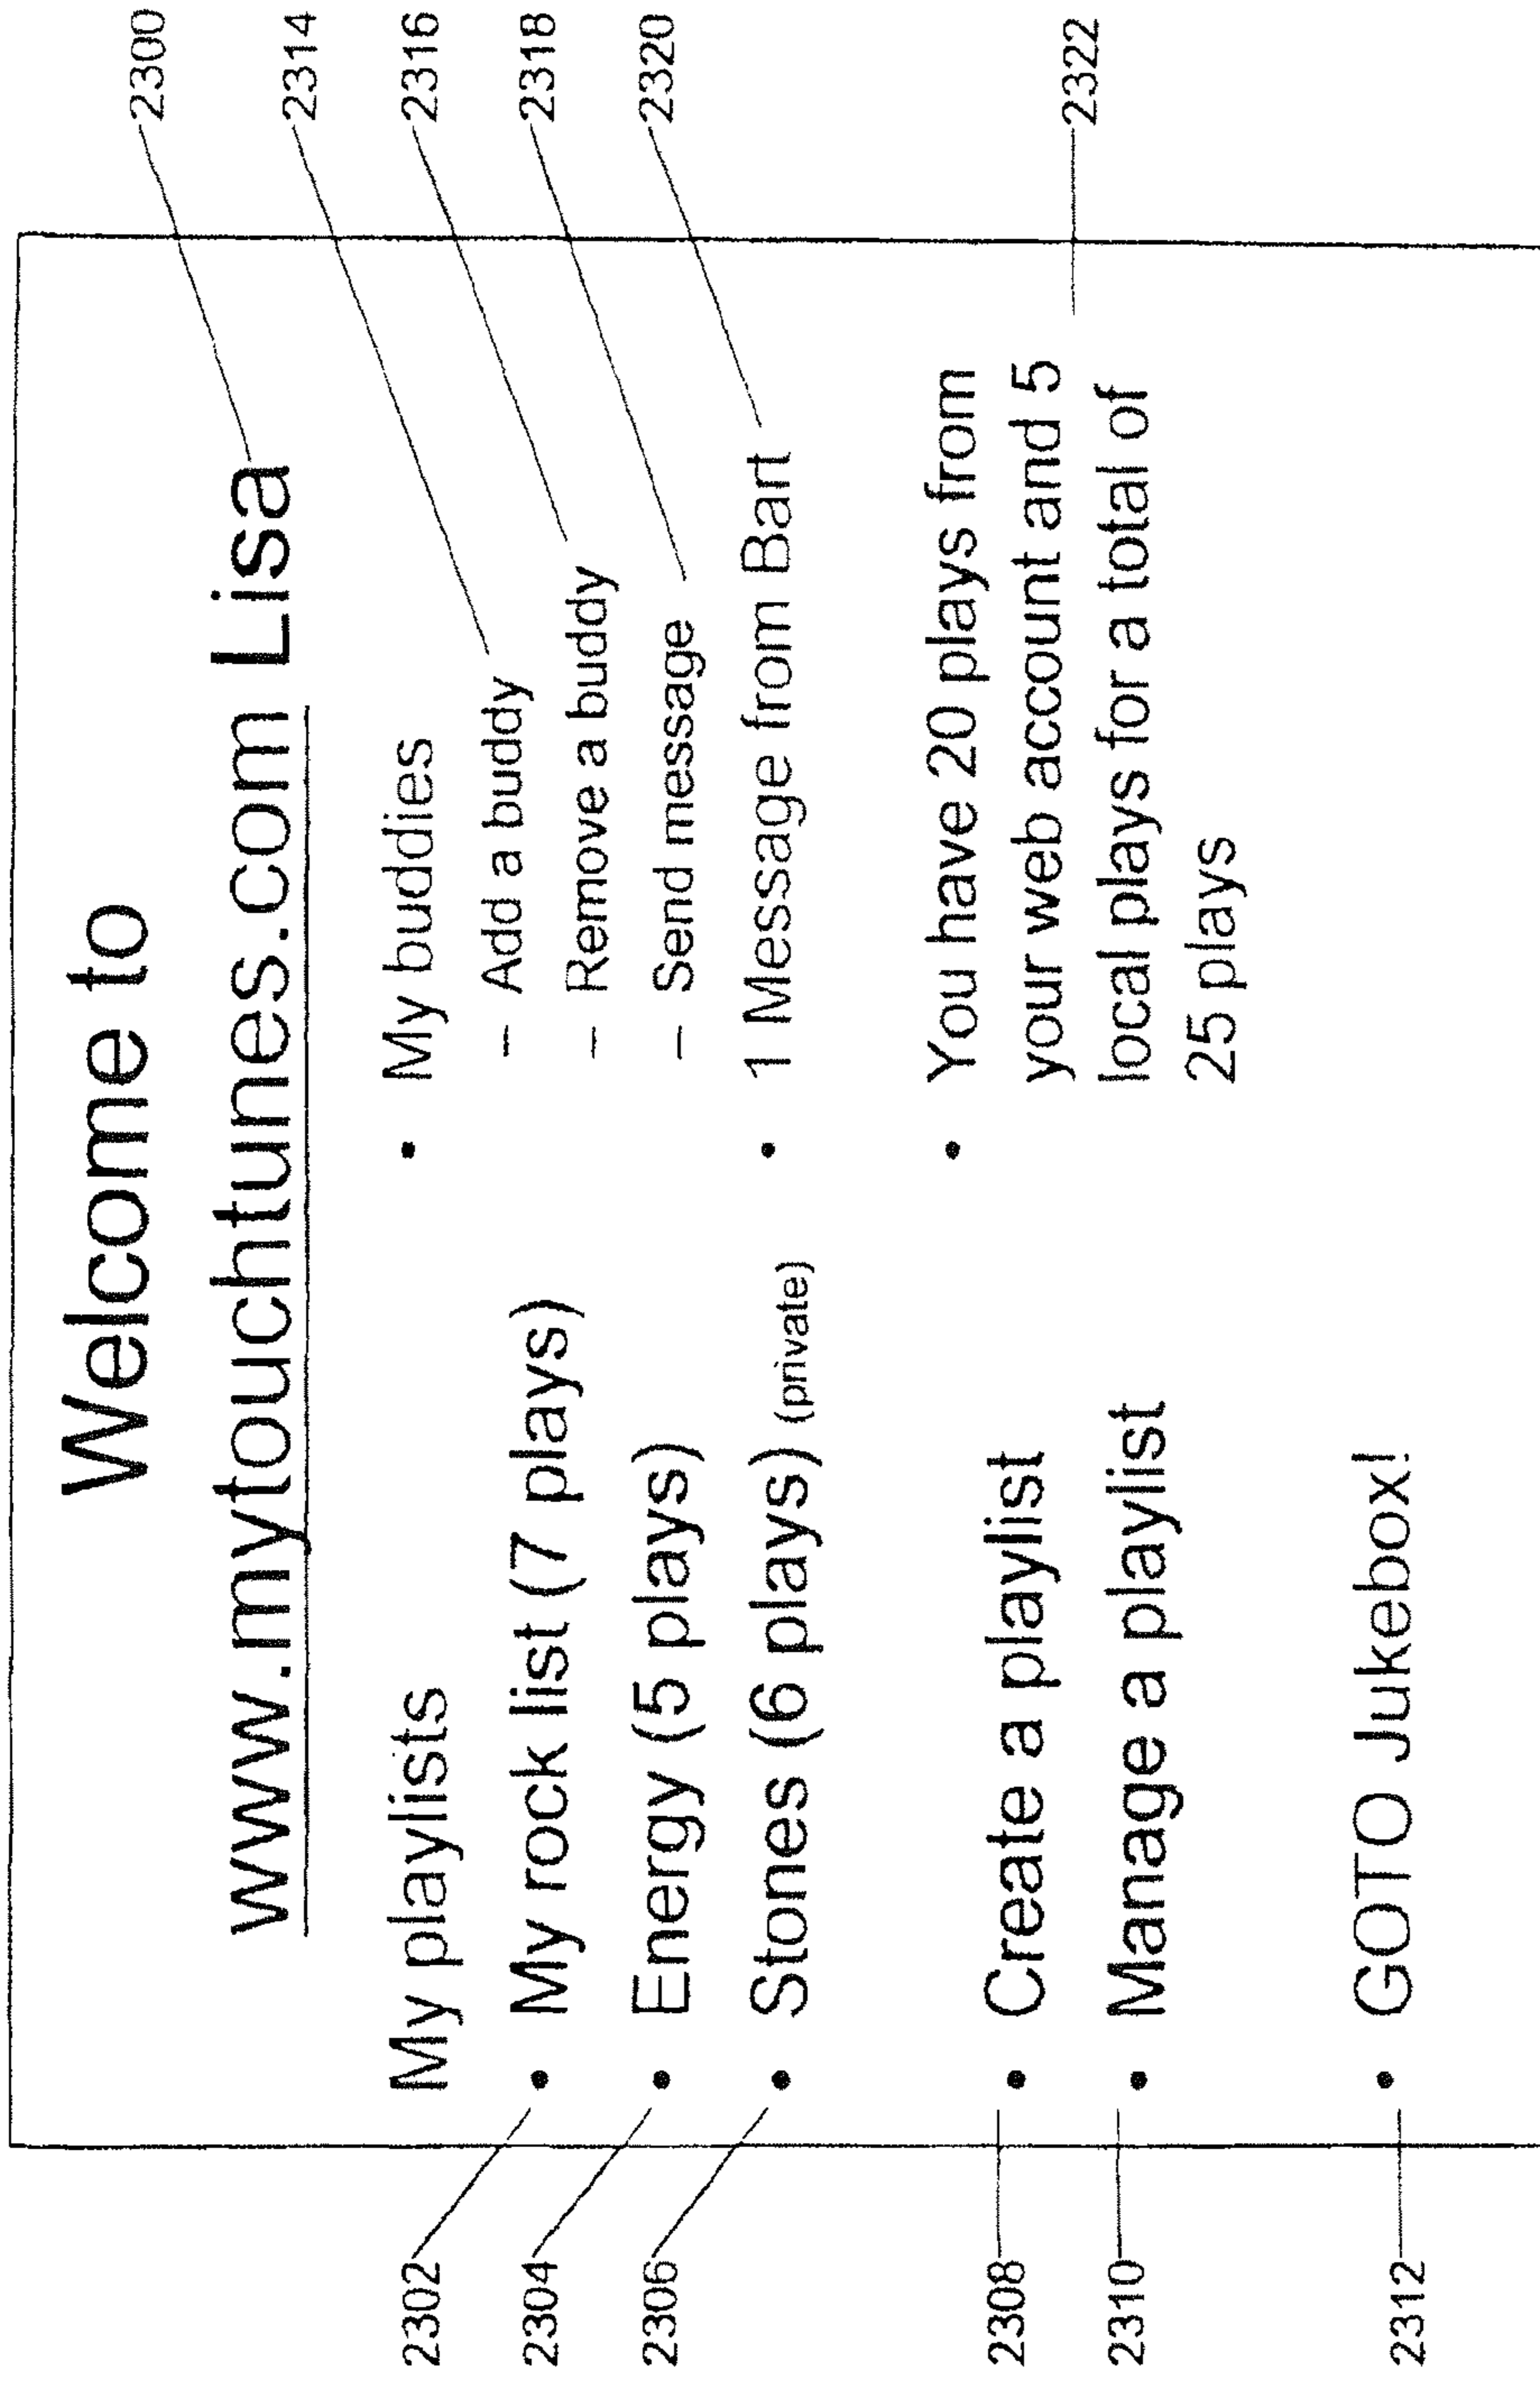 Welcome to
www.mytouchtunes.com Lisa
2300
My playlists
• My rock list (7 plays)
• Energy (5 plays)
• Stones (6 plays) (private)
• Create a playlist
• Manage a playlist
• GOTO Jukebox!
2302
2304
2306
2308
2310
2312
• My buddies
– Add a buddy
– Remove a buddy
– Send message
• 1 Message from Bart
• You have 20 plays from
your web account and 5
local plays for a total of
25 plays
2314
2316
2318
2320
2322